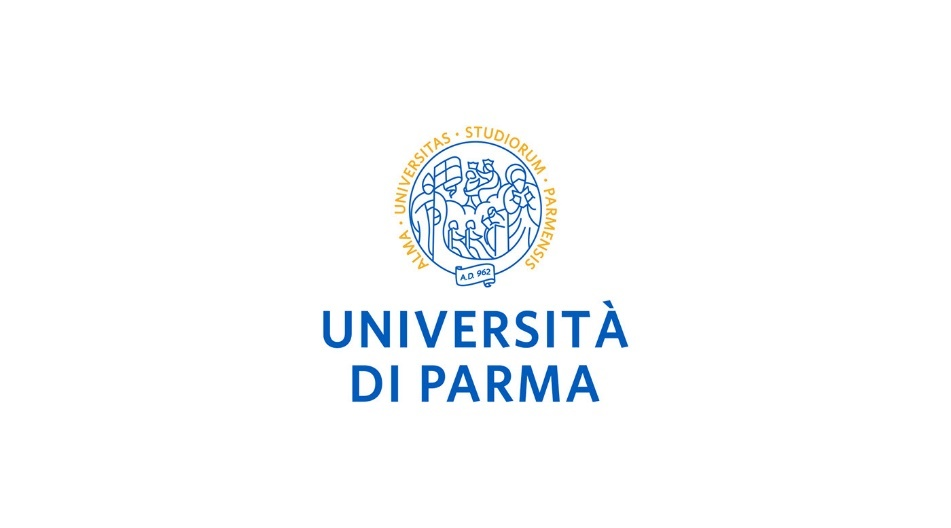 ALMA · UNIVERSITAS · STUDIORUM · PARMENSIS
A.D. 962
UNIVERSITÀ
DI PARMA